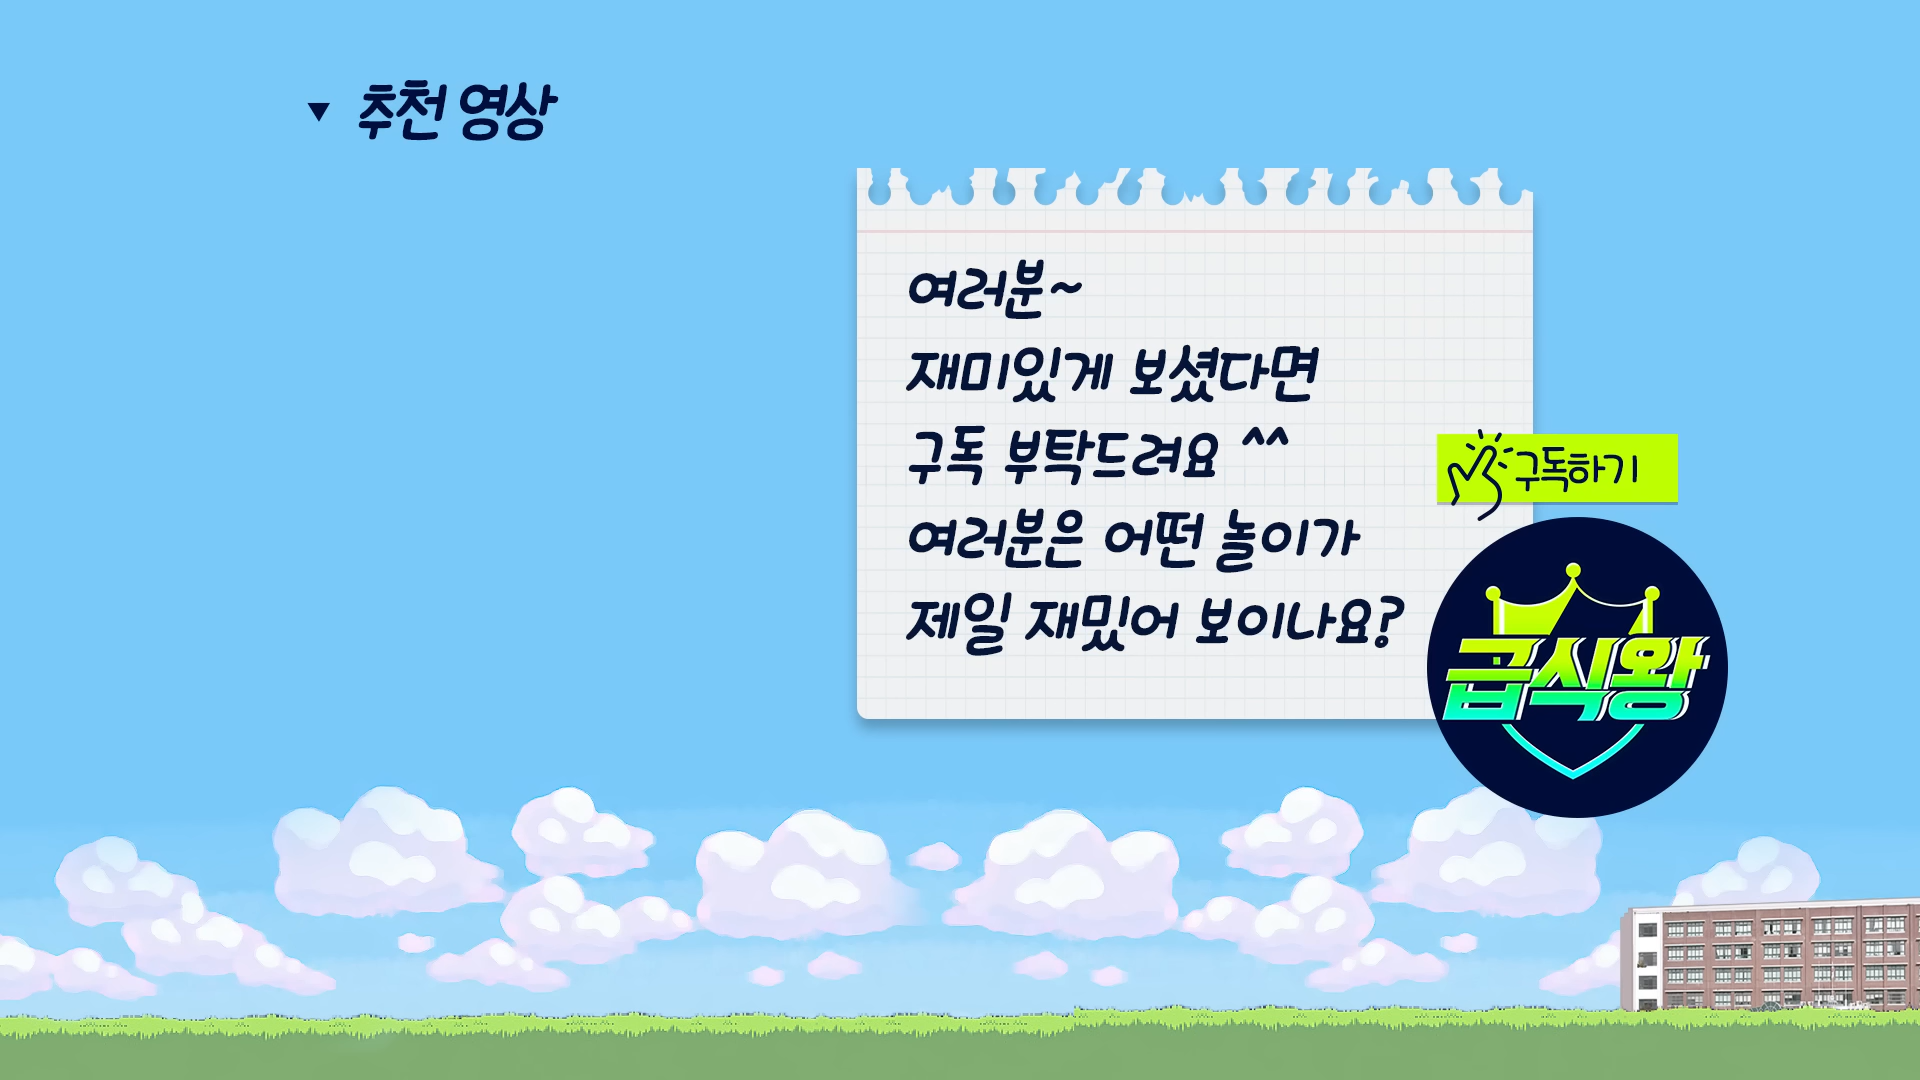 ▼ 추천 영상
여러분~
재미있게 보셨다면
구독 부탁드려요 ^^
여러분은 어떤 놀이가
제일 재밌어 보이나요?
구독하기
급식왕